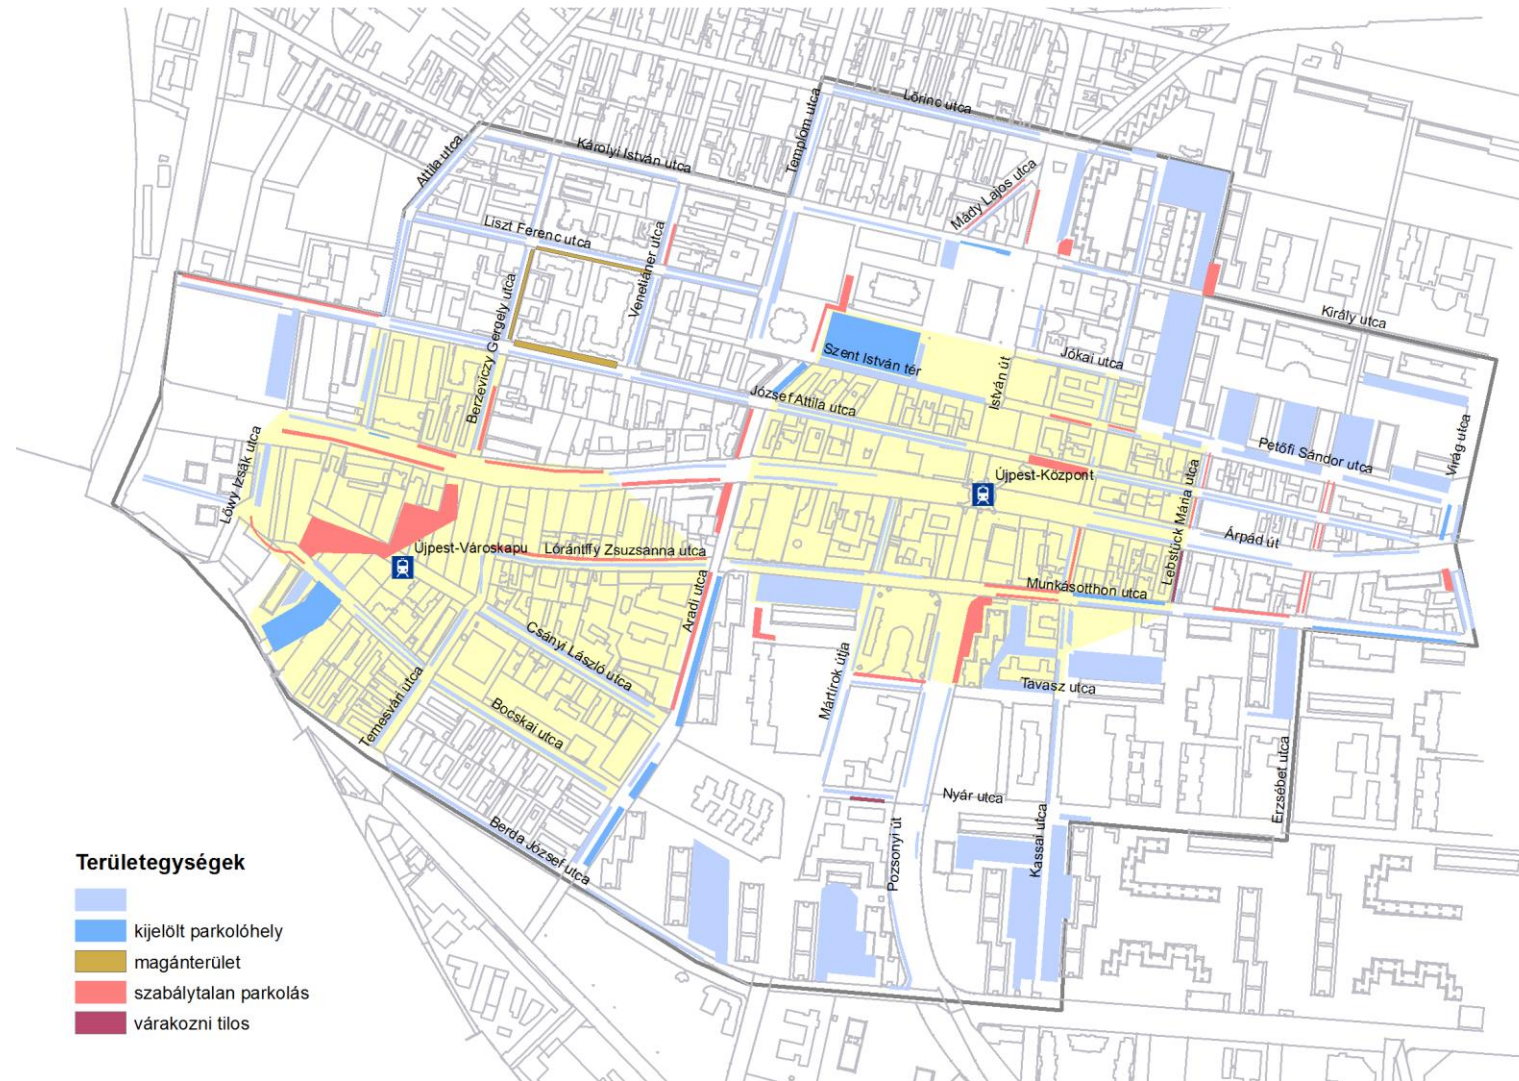 Lőrinc utca
Templom utca
Károlyi István utca
Attila utca
Mády Lajos utca
Liszt Ferenc utca
Venetiáner utca
Berzeviczy Gergely utca
Király utca
Szent István tér
István út
Jókai utca
József Attila utca
Petőfi Sándor utca
Virág utca
Lőwy Izsák utca
Újpest-Központ
Lebstück Mária utca
Árpád út
Újpest-Városkapu
Lórántffy Zsuzsanna utca
Munkásotthon utca
Aradi utca
Csányi László utca
Mártírok útja
Tavasz utca
Temesvári utca
Bocskai utca
Erzsébet utca
Nyár utca
Kassai utca
Pozsonyi út
Berda József utca
Területegységek
kijelölt parkolóhely
magánterület
szabálytalan parkolás
várakozni tilos